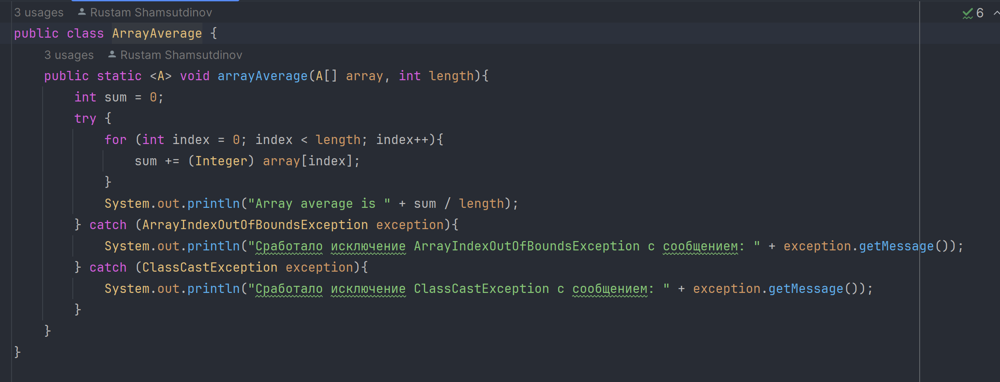 3 usages Rustam Shamsutdinov 6
public class ArrayAverage {
3 usages Rustam Shamsutdinov
public static <A> void arrayAverage(A[] array, int length){
int sum = 0;
try {
for (int index = 0; index < length; index++){
sum += (Integer) array[index];
}
System.out.println("Array average is " + sum / length);
} catch (ArrayIndexOutOfBoundsException exception){
System.out.println("Сработало исключение ArrayIndexOutOfBoundsException с сообщением: " + exception.getMessage());
} catch (ClassCastException exception){
System.out.println("Сработало исключение ClassCastException с сообщением: " + exception.getMessage());
}
}
}